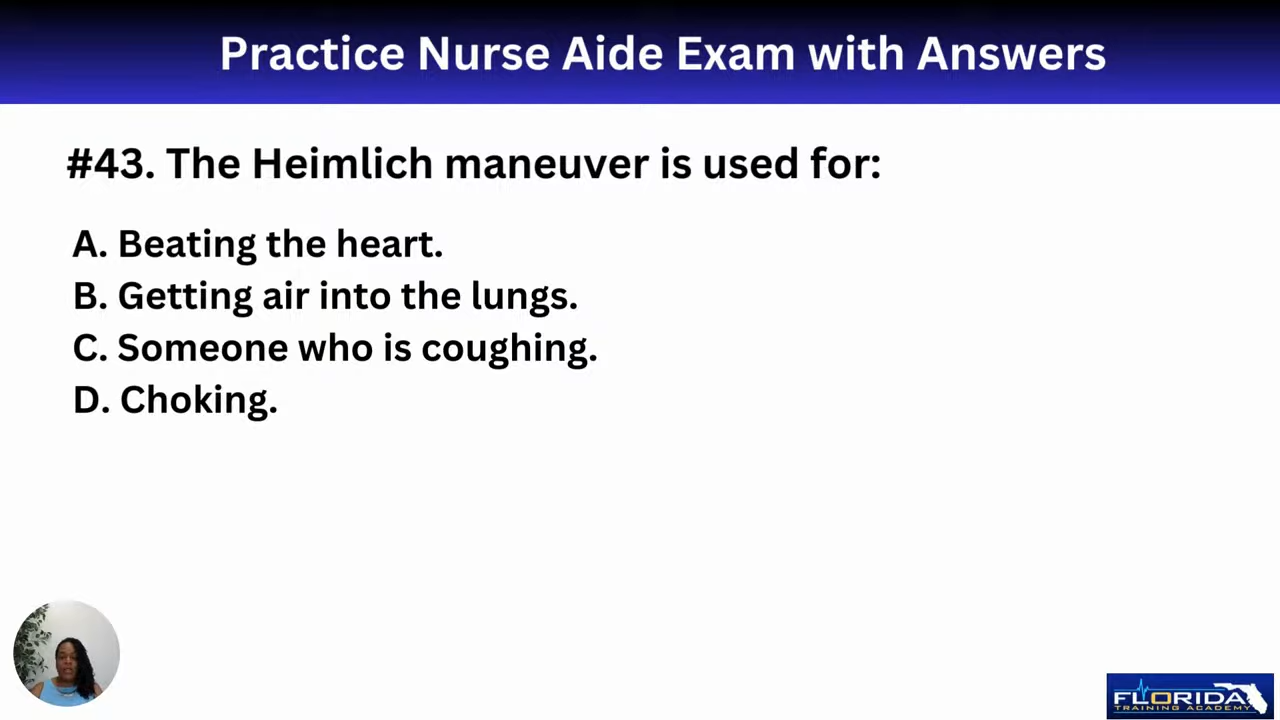 Practice Nurse Aide Exam with Answers
#43. The Heimlich maneuver is used for:
A. Beating the heart.
B. Getting air into the lungs.
C. Someone who is coughing.
D. Choking.
FLORIDA
TRAINING ACADEMY